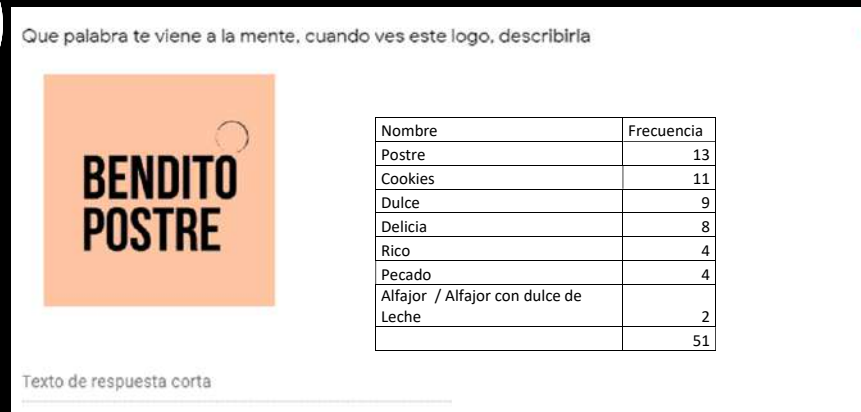 Que palabra te viene a la mente, cuando ves este logo, describirla
BENDITO
POSTRE
Nombre Frecuencia
Postre 13
Cookies 11
Dulce 9
Delicia 8
Rico 4
Pecado 4
Alfajor / Alfajor con dulce de
Leche 2
51
Texto de respuesta corta